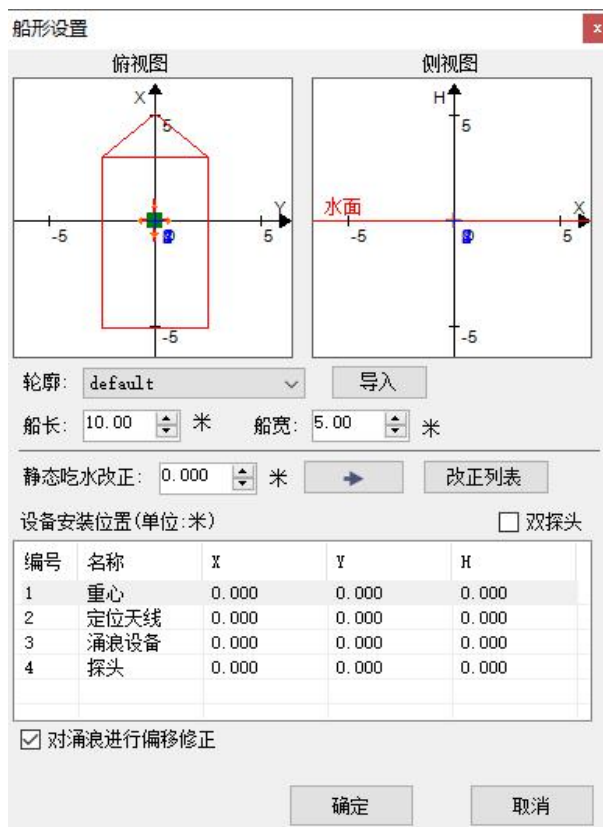 船形设置
x
俯视图 侧视图
X H
5 5
Y 水面 X
-5 5 -5 5
-5 -5
轮廓: default 导入
船长: 10.00 米 船宽: 5.00 米
静态吃水改正: 0.000 米 改正列表
设备安装位置(单位:米) 双探头
编号 名称 X Y H
1 重心 0.000 0.000 0.000
2 定位天线 0.000 0.000 0.000
3 涌浪设备 0.000 0.000 0.000
4 探头 0.000 0.000 0.000
对涌浪进行偏移修正
确定 取消